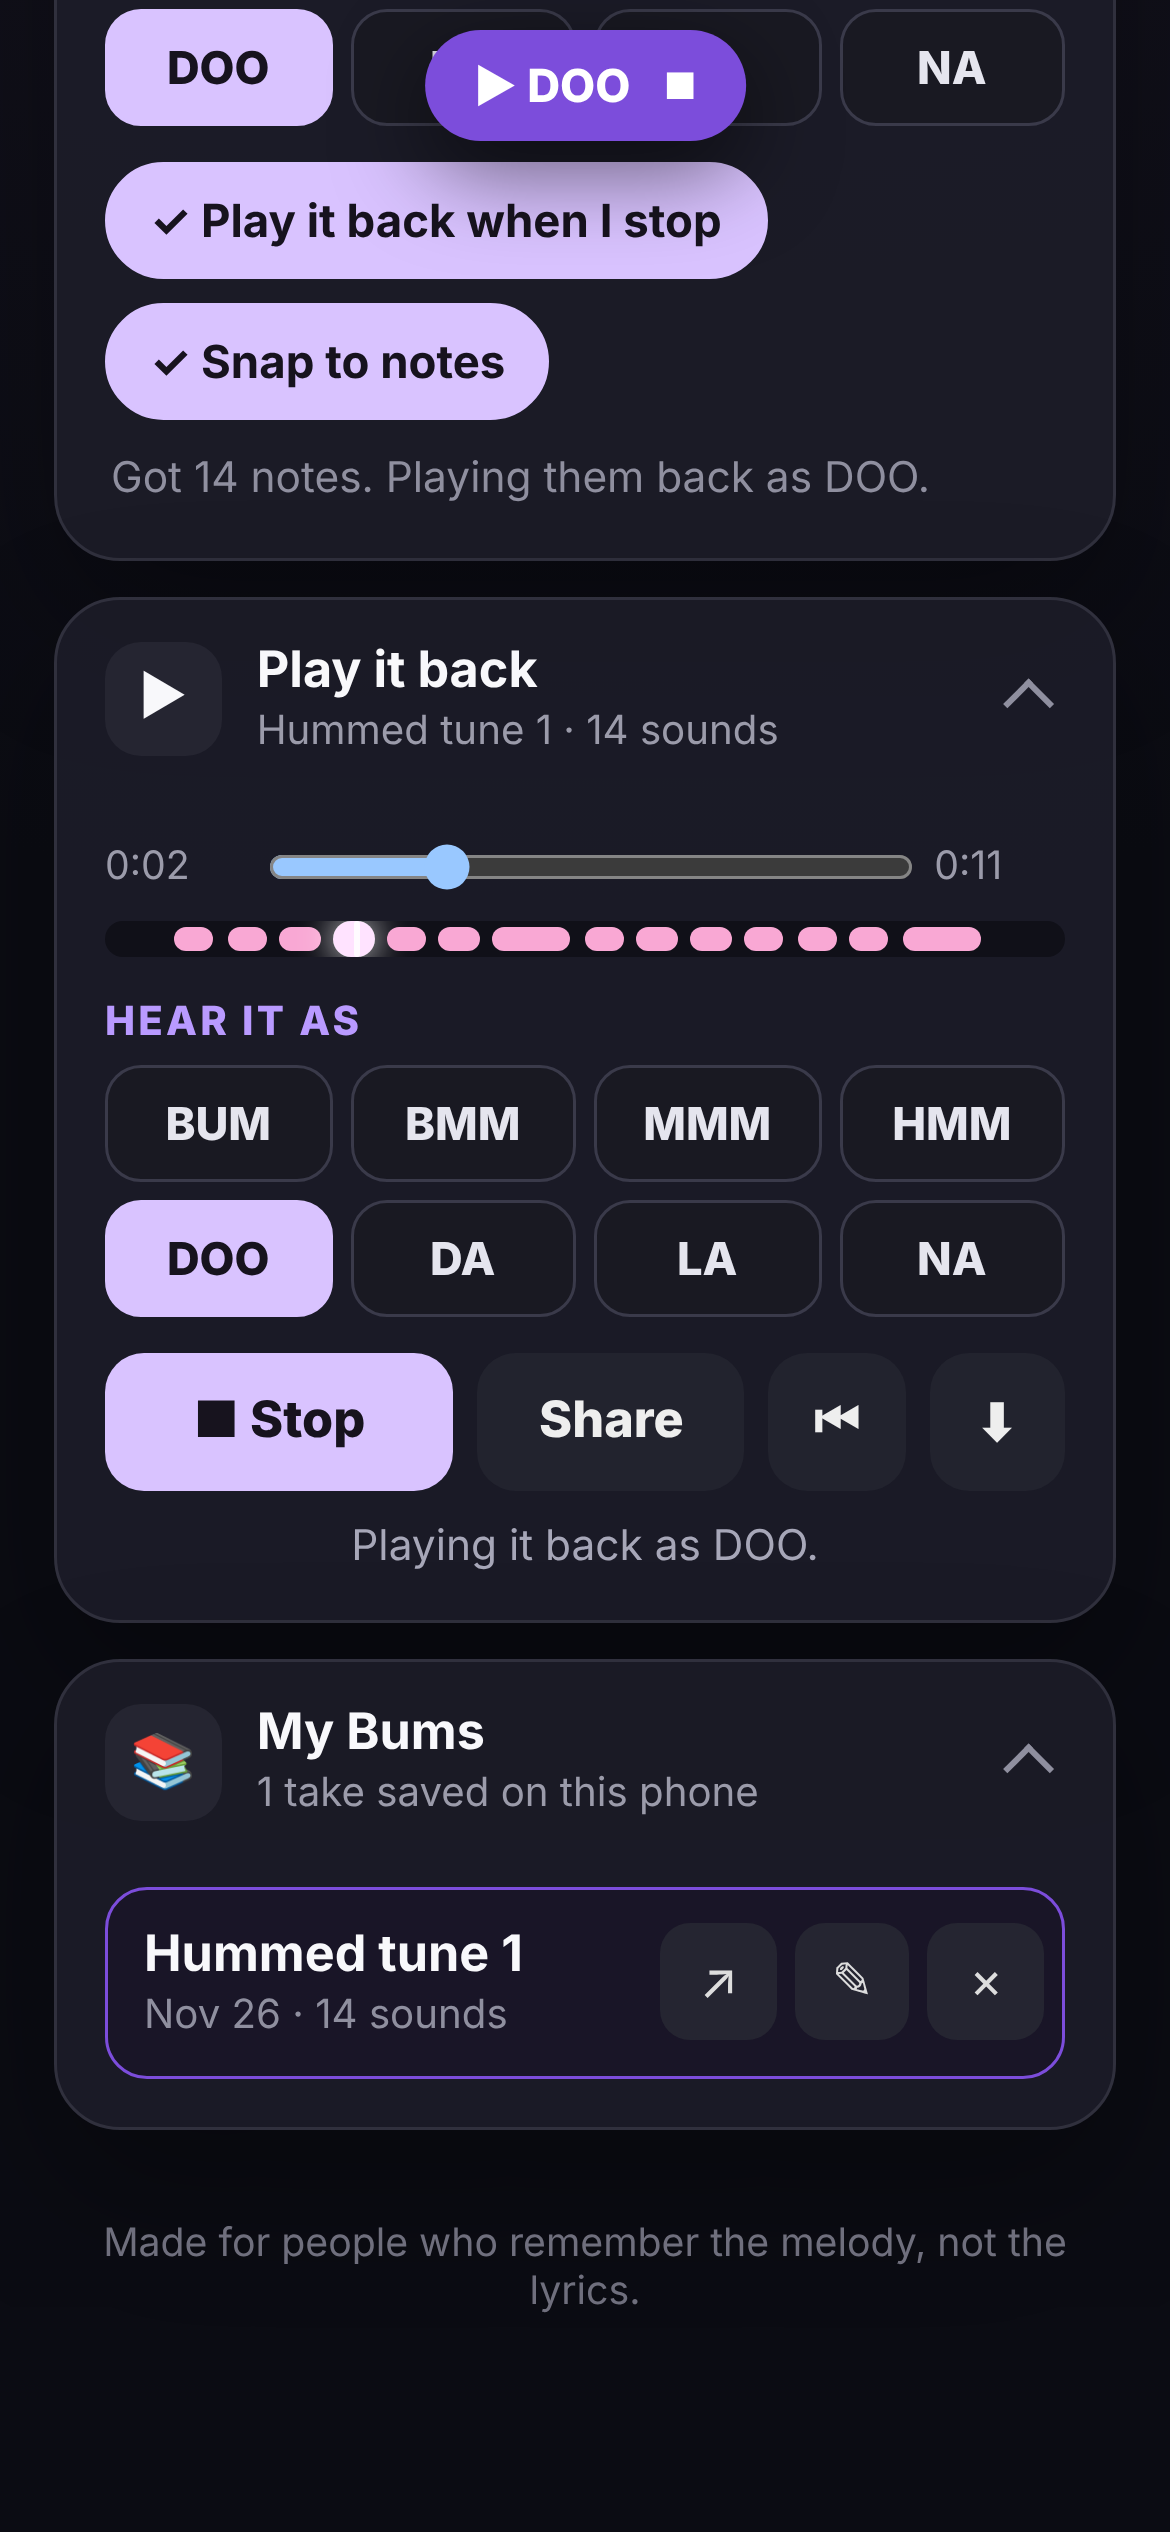 DOO
NA
▶ DOO ■
✓ Play it back when I stop
✓ Snap to notes
Got 14 notes. Playing them back as DOO.
Play it back
Hummed tune 1 · 14 sounds
0:02
0:11
HEAR IT AS
BUM BMM MMM HMM
DOO DA LA NA
■ Stop Share
Playing it back as DOO.
My Bums
1 take saved on this phone
Hummed tune 1
Nov 26 · 14 sounds
Made for people who remember the melody, not the
lyrics.